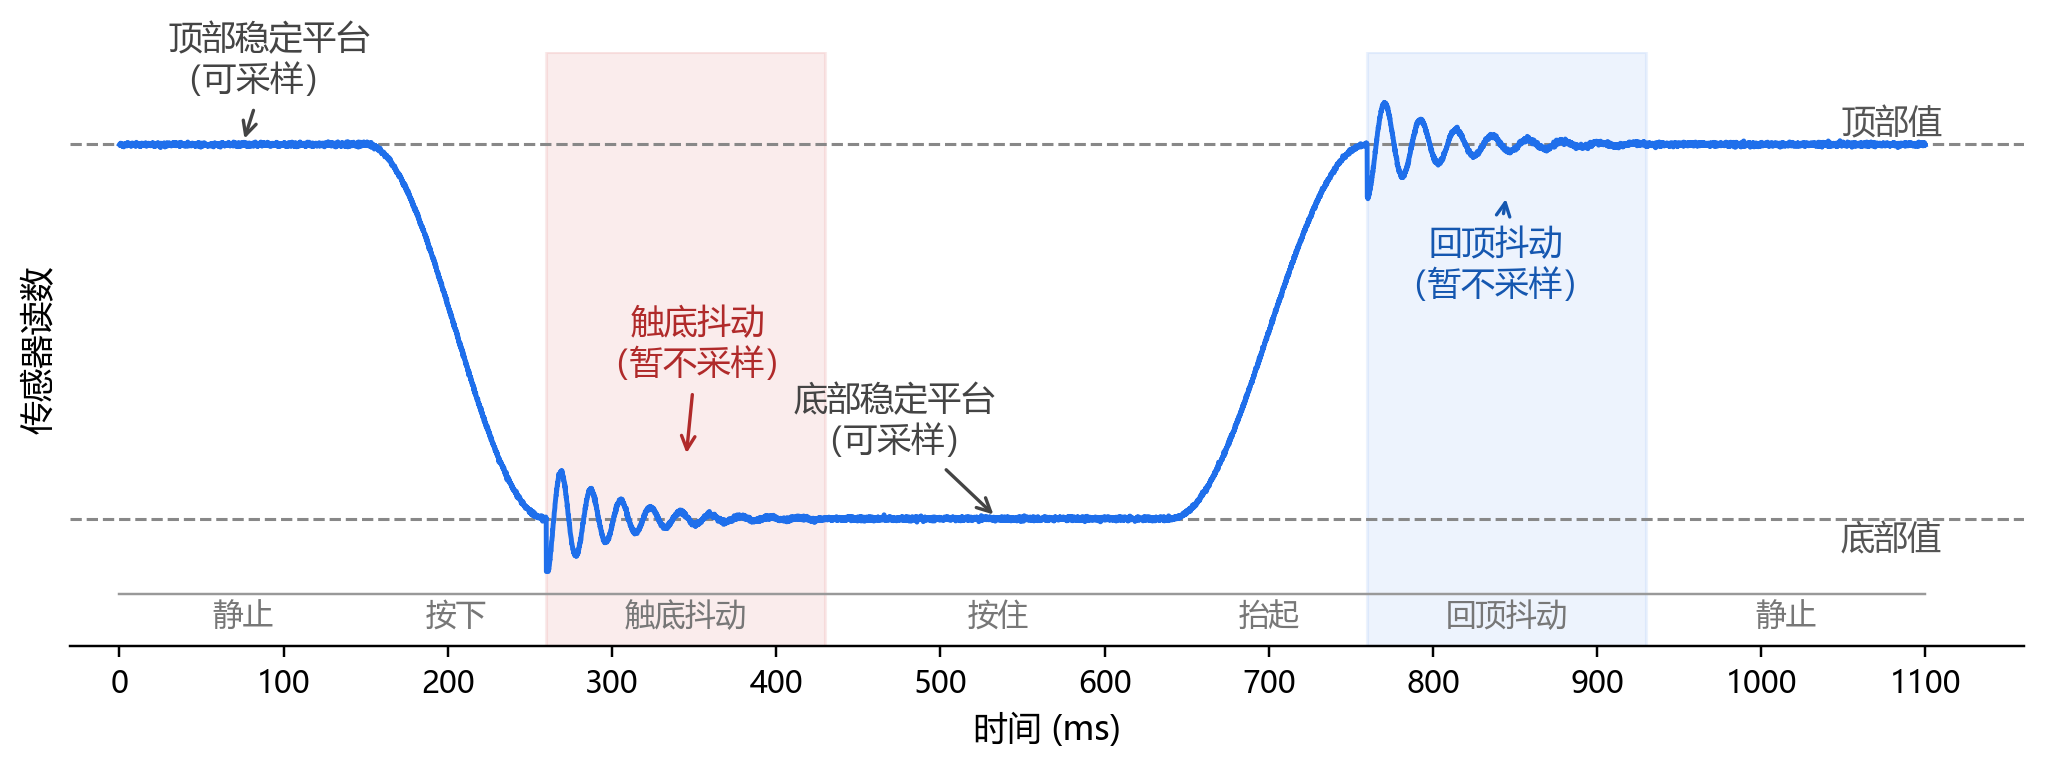 顶部稳定平台
(可采样)
顶部值
回顶抖动
(暂不采样)
触底抖动
(暂不采样)
底部稳定平台
(可采样)
底部值
传感器读数
静止
按下
触底抖动
按住
抬起
回顶抖动
静止
0 100 200 300 400 500 600 700 800 900 1000 1100
时间 (ms)